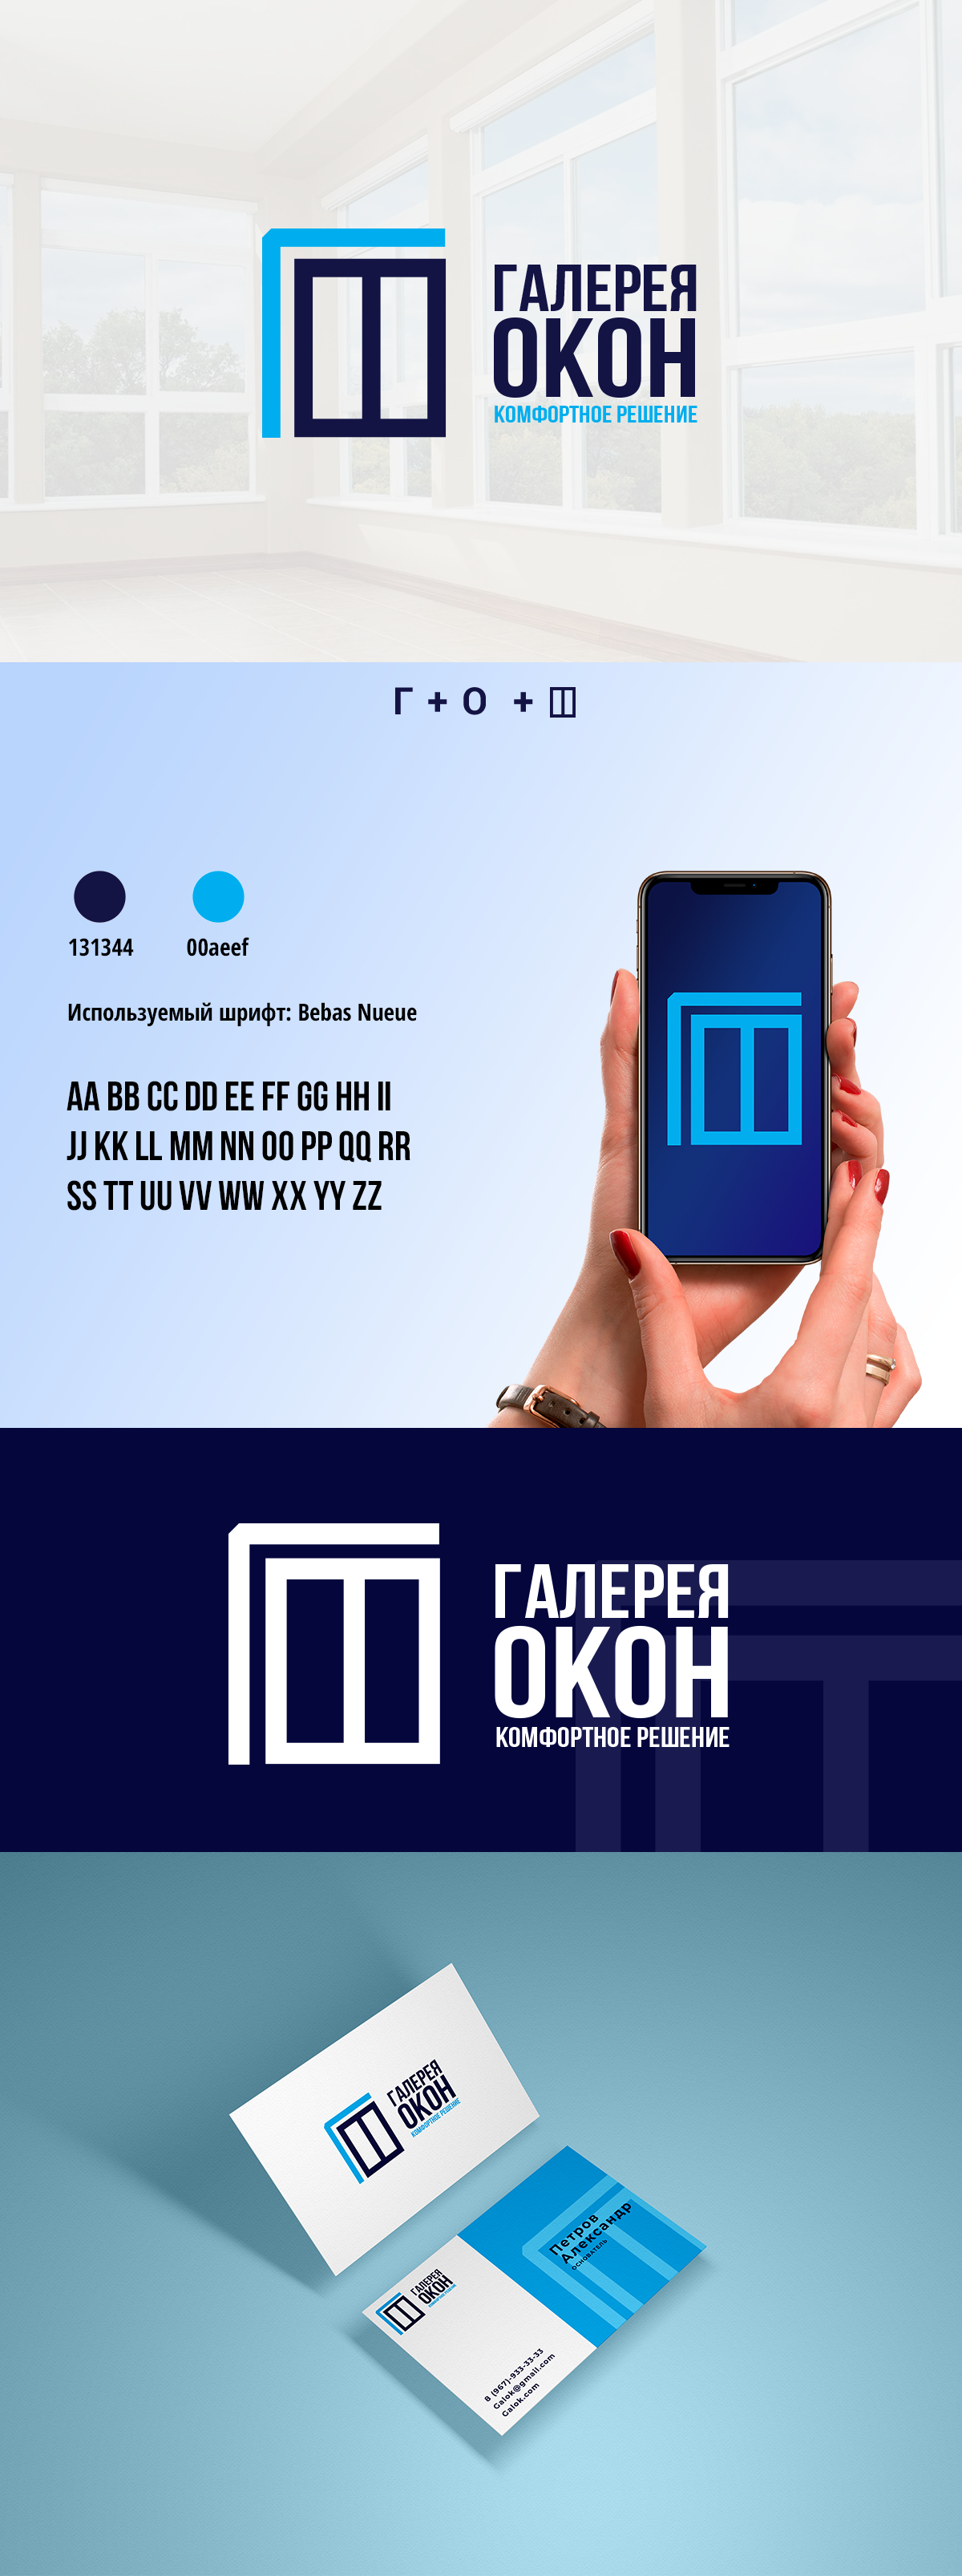 ГАЛЕРЕЯ
ОКОН
КОМФОРТНОЕ РЕШЕНИЕ
Г + О +
131344
00aeef
Используемый шрифт: Bebas Nueue
AA BB CC DD EE FF GG HH II
JJ KK LL MM NN OO PP QQ RR
SS TT UU VV WW XX YY ZZ
ГАЛЕРЕЯ
ОКОН
КОМФОРТНОЕ РЕШЕНИЕ
ГАЛЕРЕЯ
ОКОН
КОМФОРТНОЕ РЕШЕНИЕ
Петров
Александр
ОСНОВАТЕЛЬ
ГАЛЕРЕЯ
ОКОН
КОМФОРТНОЕ РЕШЕНИЕ
8 (967)-933-33-33
Galok@gmail.com
Galok.com